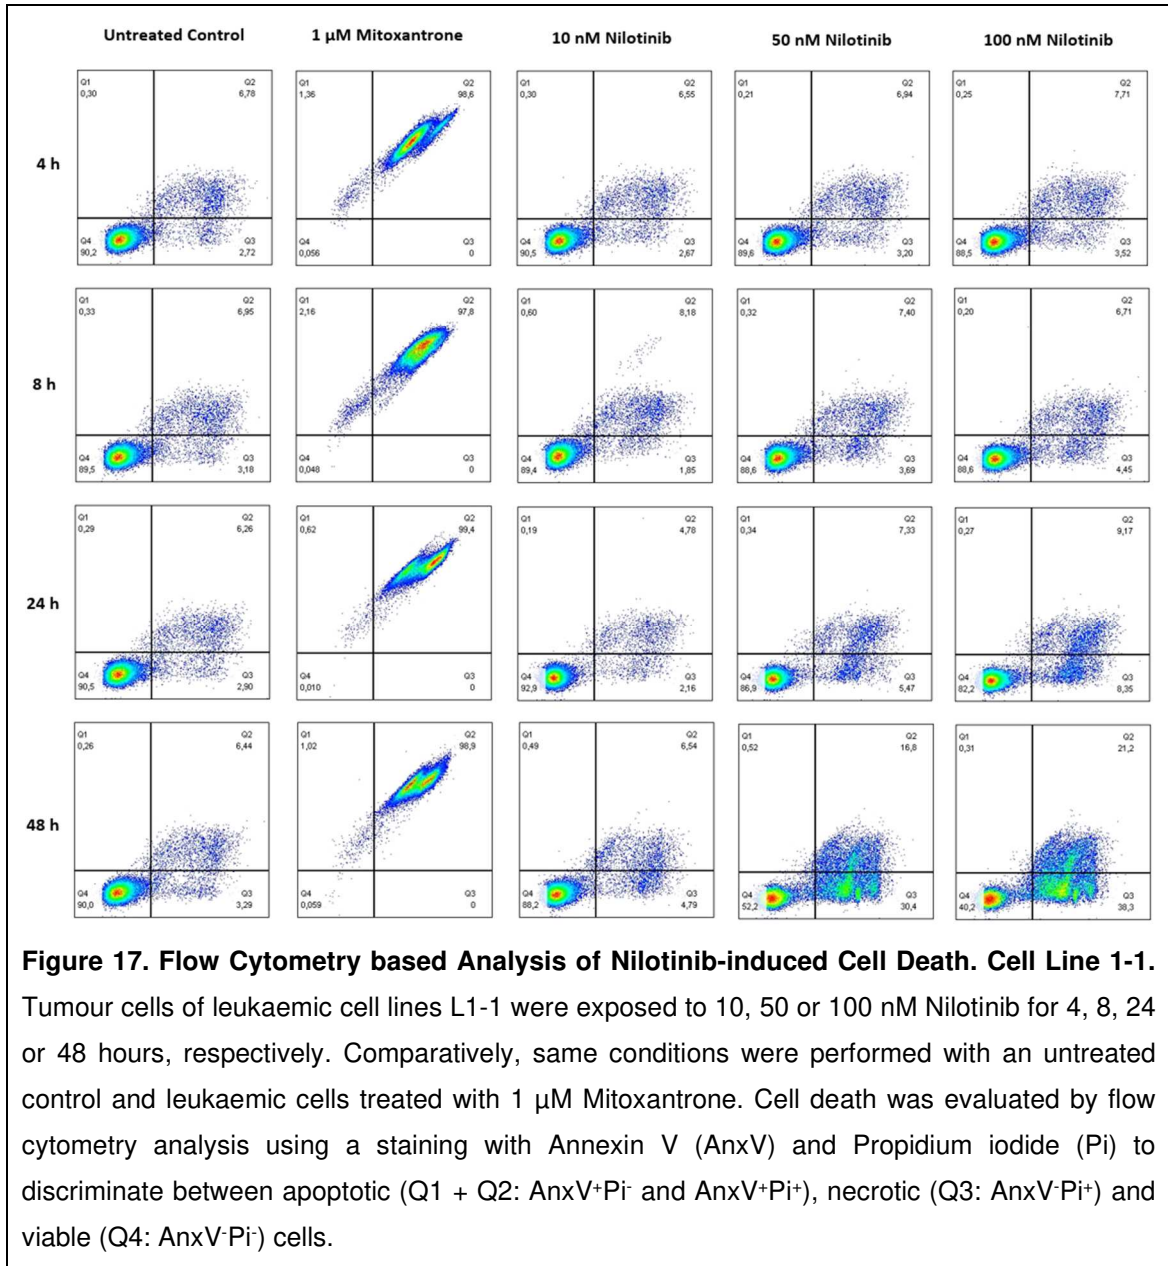 Untreated Control
1 µM Mitoxantrone
10 nM Nilotinib
50 nM Nilotinib
100 nM Nilotinib
4 h
Q1
0,30
Q2
6,78
Q4
90,2
Q3
2,72
Q1
1,36
Q2
98,6
Q4
0,056
Q3
0
Q1
0,30
Q2
6,55
Q4
90,5
Q3
2,67
Q1
0,21
Q2
6,94
Q4
89,6
Q3
3,20
Q1
0,25
Q2
7,71
Q4
88,5
Q3
3,52
8 h
Q1
0,33
Q2
6,95
Q4
89,5
Q3
3,18
Q1
2,16
Q2
97,8
Q4
0,048
Q3
0
Q1
0,60
Q2
8,18
Q4
89,4
Q3
1,85
Q1
0,32
Q2
7,40
Q4
88,6
Q3
3,69
Q1
0,20
Q2
6,71
Q4
88,6
Q3
4,45
24 h
Q1
0,29
Q2
6,26
Q4
90,5
Q3
2,90
Q1
0,62
Q2
99,4
Q4
0,010
Q3
0
Q1
0,19
Q2
4,78
Q4
92,9
Q3
2,16
Q1
0,34
Q2
7,33
Q4
86,9
Q3
5,47
Q1
0,27
Q2
9,17
Q4
82,2
Q3
8,35
48 h
Q1
0,26
Q2
6,44
Q4
90,0
Q3
3,29
Q1
1,02
Q2
98,9
Q4
0,059
Q3
0
Q1
0,49
Q2
6,54
Q4
88,2
Q3
4,79
Q1
0,52
Q2
16,8
Q4
52,2
Q3
30,4
Q1
0,31
Q2
21,2
Q4
40,2
Q3
38,3
Figure 17. Flow Cytometry based Analysis of Nilotinib-induced Cell Death. Cell Line 1-1.
Tumour cells of leukaemic cell lines L1-1 were exposed to 10, 50 or 100 nM Nilotinib for 4, 8, 24
or 48 hours, respectively. Comparatively, same conditions were performed with an untreated
control and leukaemic cells treated with 1 µM Mitoxantrone. Cell death was evaluated by flow
cytometry analysis using a staining with Annexin V (AnxV) and Propidium iodide (Pi) to
discriminate between apoptotic (Q1 + Q2: AnxV⁺Pi⁻ and AnxV⁺Pi⁺), necrotic (Q3: AnxV⁻Pi⁺) and
viable (Q4: AnxV⁻Pi⁻) cells.